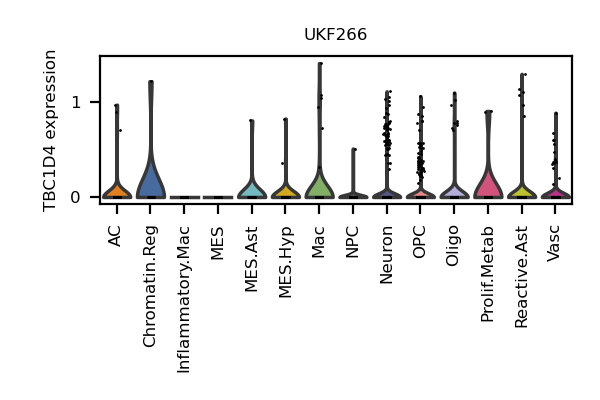 UKF266
TBC1D4 expression
1
0
AC
Chromatin.Reg
Inflammatory.Mac
MES
MES.Ast
MES.Hyp
Mac
NPC
Neuron
OPC
Oligo
Prolif.Metab
Reactive.Ast
Vasc